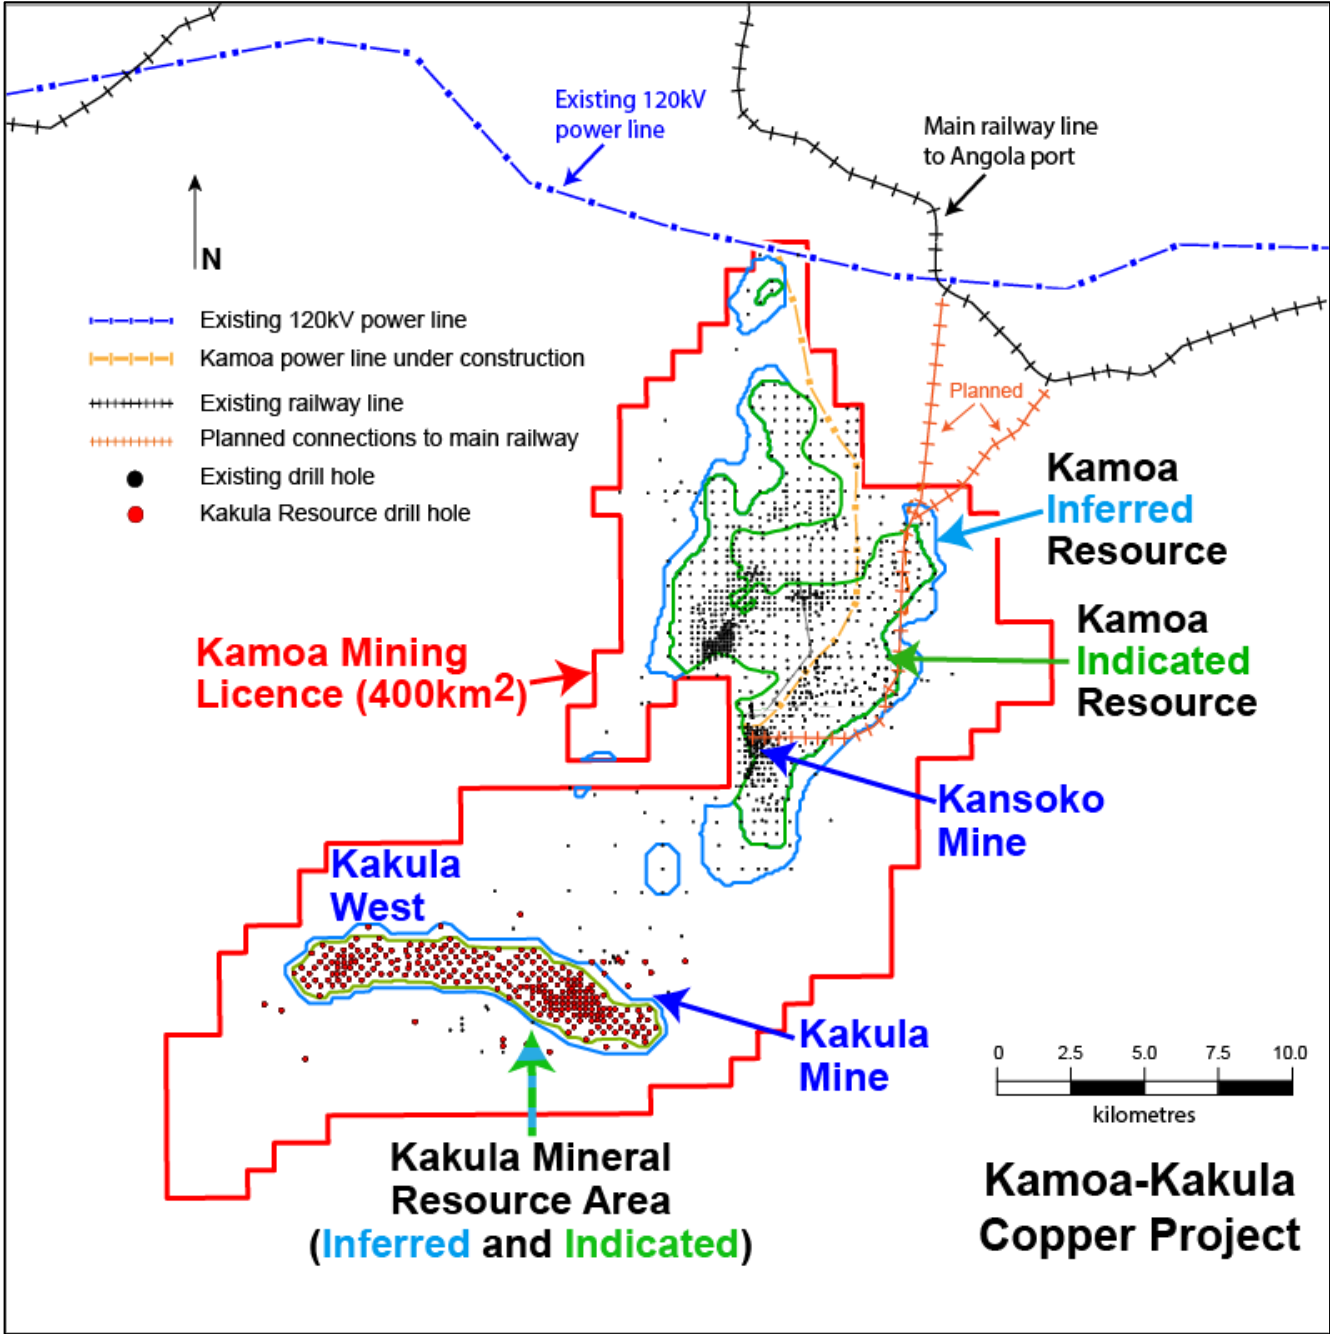 Existing 120kV
power line
Main railway line
to Angola port
N
Existing 120kV power line
Kamoa power line under construction
Existing railway line
Planned connections to main railway
Existing drill hole
Kakula Resource drill hole
Planned
Kamoa
Inferred
Resource
Kamoa
Indicated
Resource
Kamoa Mining
Licence (400km²)
Kansoko
Mine
Kakula
West
Kakula
Mine
0 2.5 5.0 7.5 10.0
kilometres
Kakula Mineral
Resource Area
(Inferred and Indicated)
Kamoa-Kakula
Copper Project